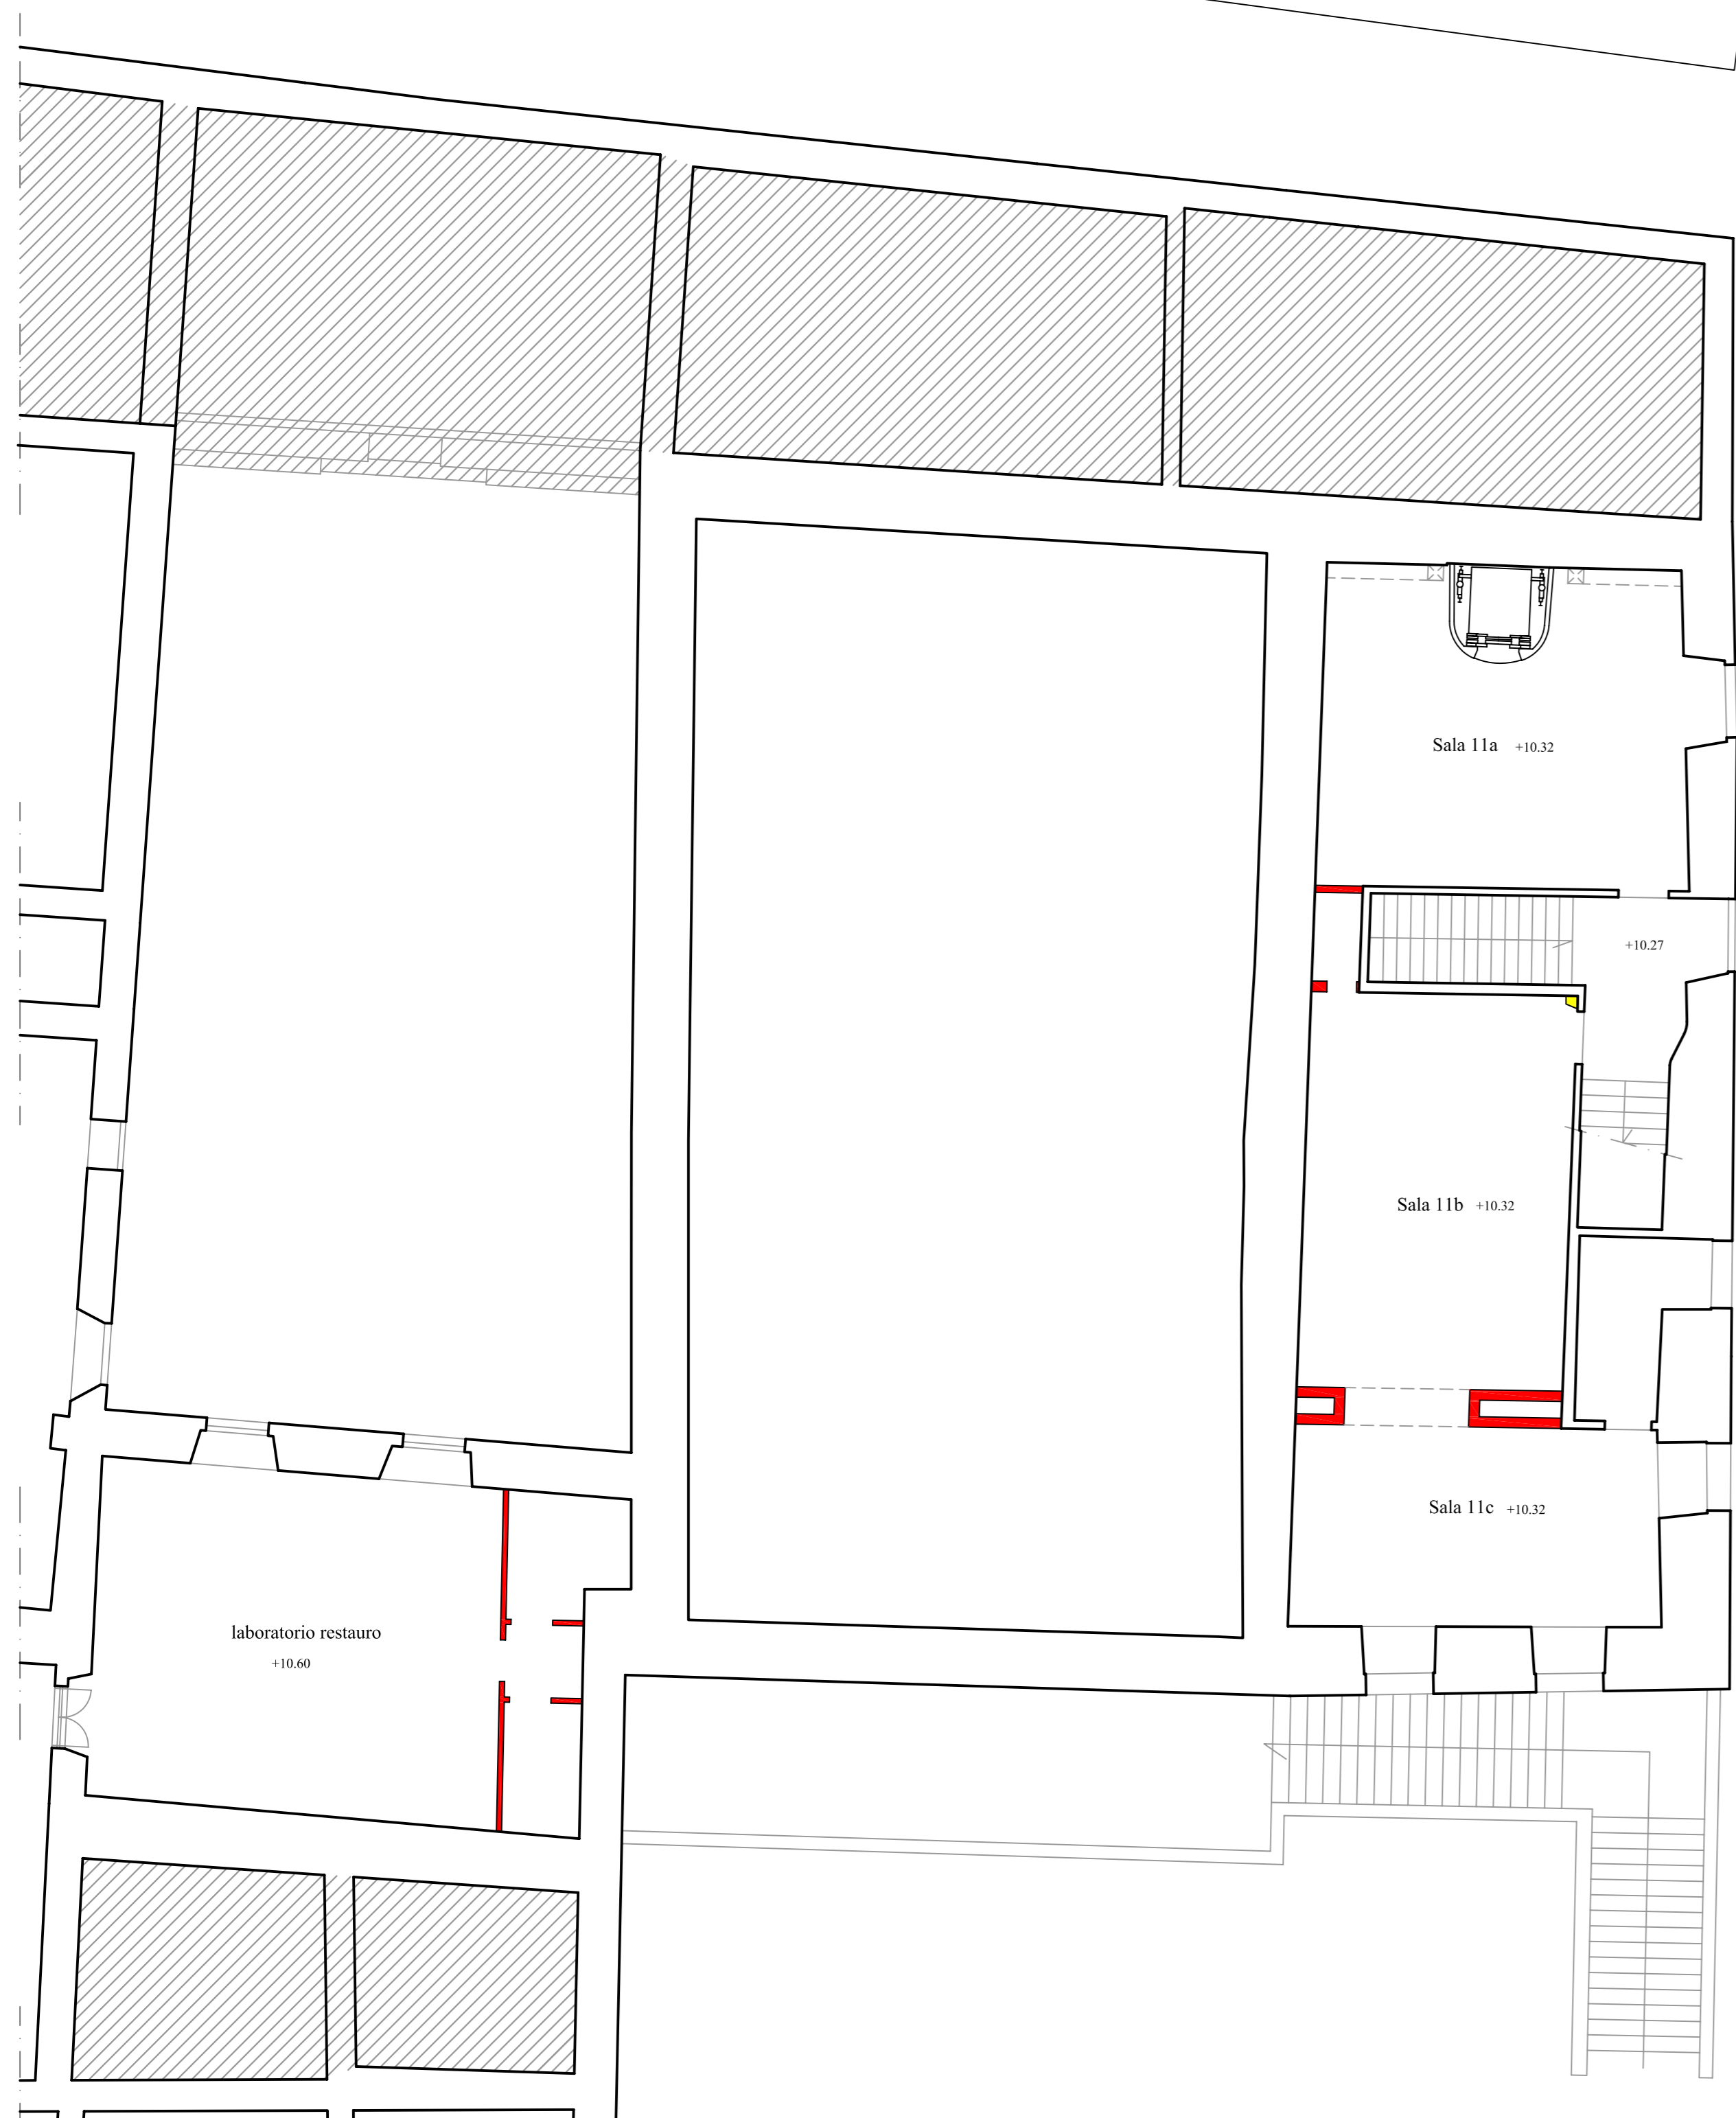 Sala 11a +10.32
+10.27
Sala 11b +10.32
Sala 11c +10.32
laboratorio restauro
+10.60